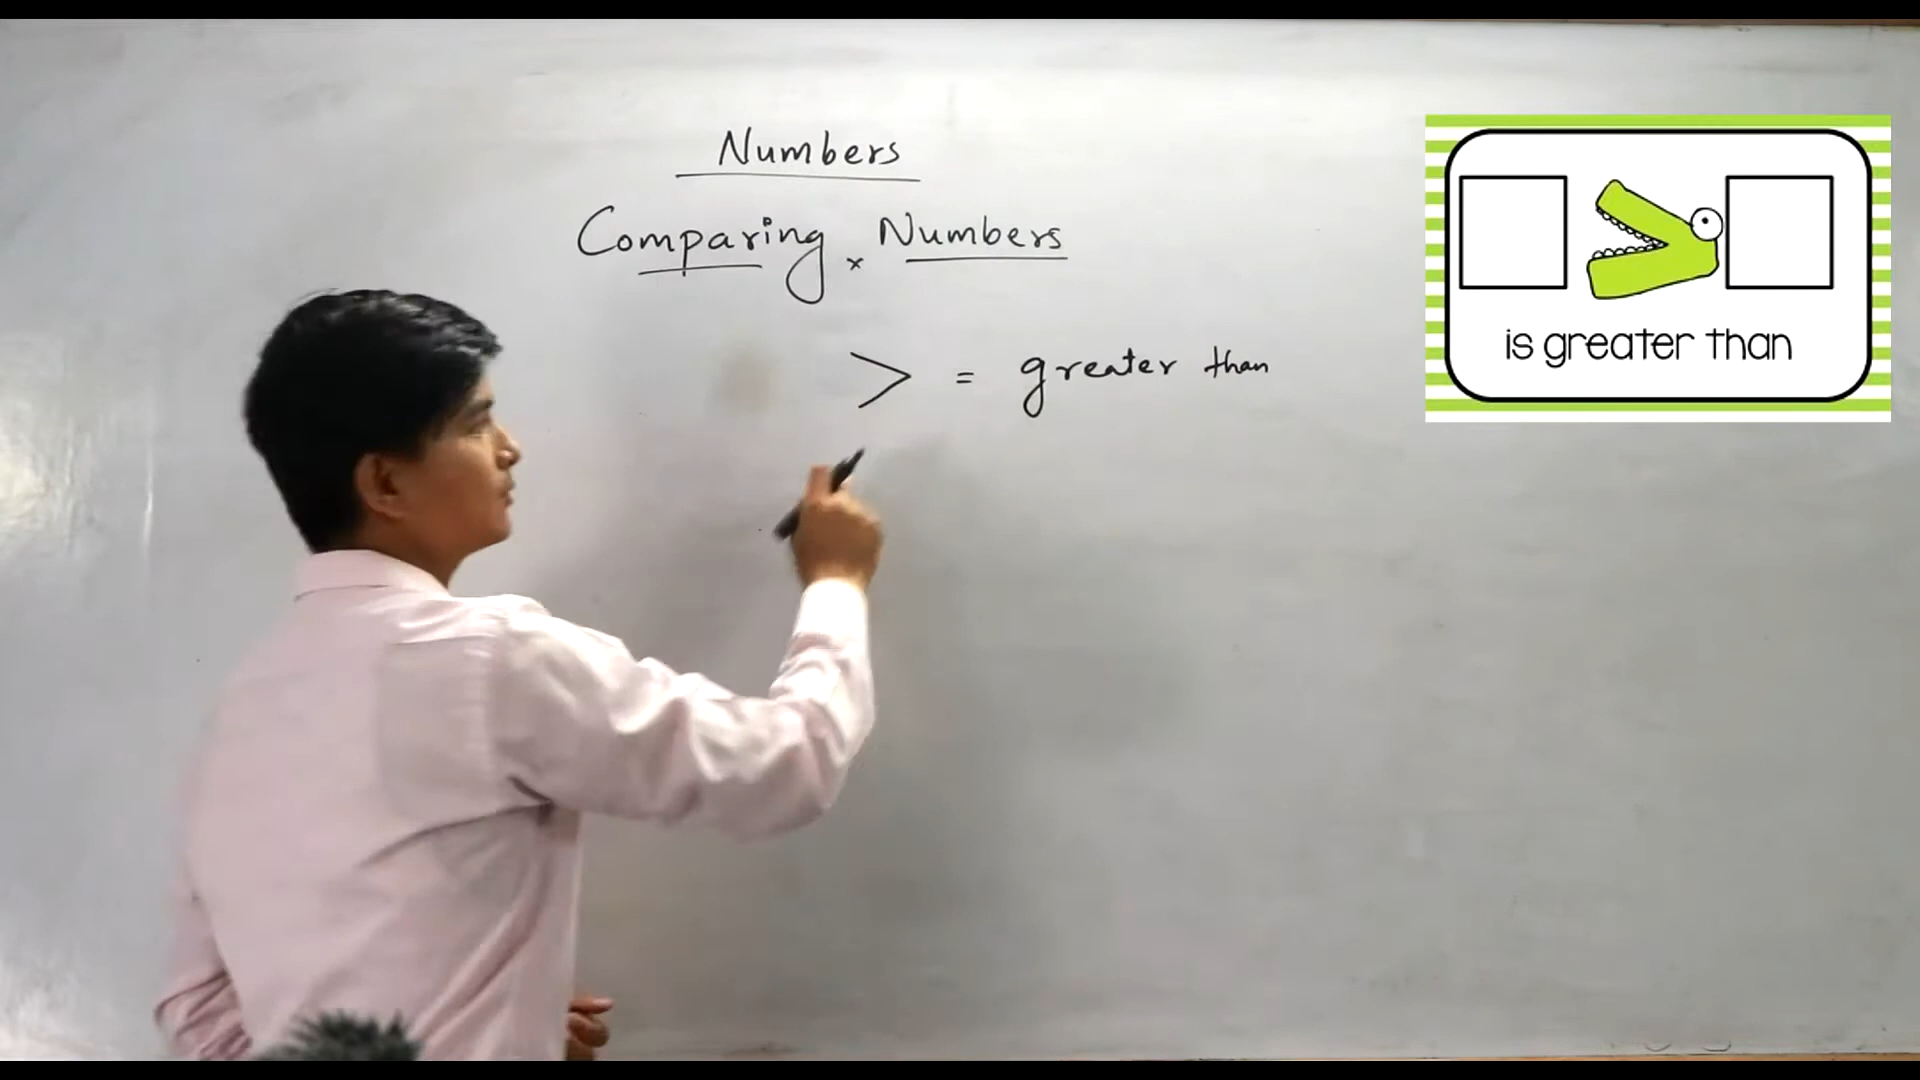 Numbers
Comparing Numbers
> = greater than
is greater than